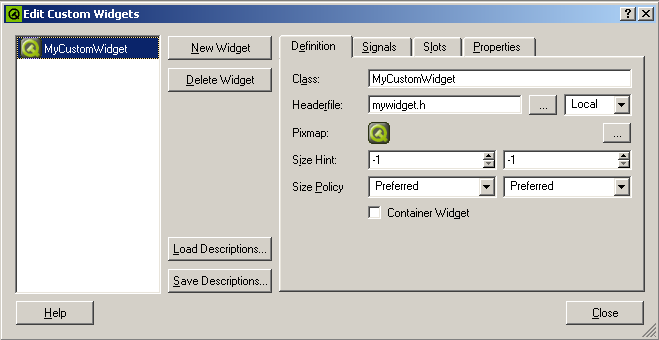 Edit Custom Widgets
MyCustomWidget
New Widget
Delete Widget
Load Descriptions...
Save Descriptions...
Definition Signals Slots Properties
Class: MyCustomWidget
Headerfile: mywidget.h ... Local
Pixmap: ...
Size Hint: -1 -1
Size Policy Preferred Preferred
Container Widget
Help Close